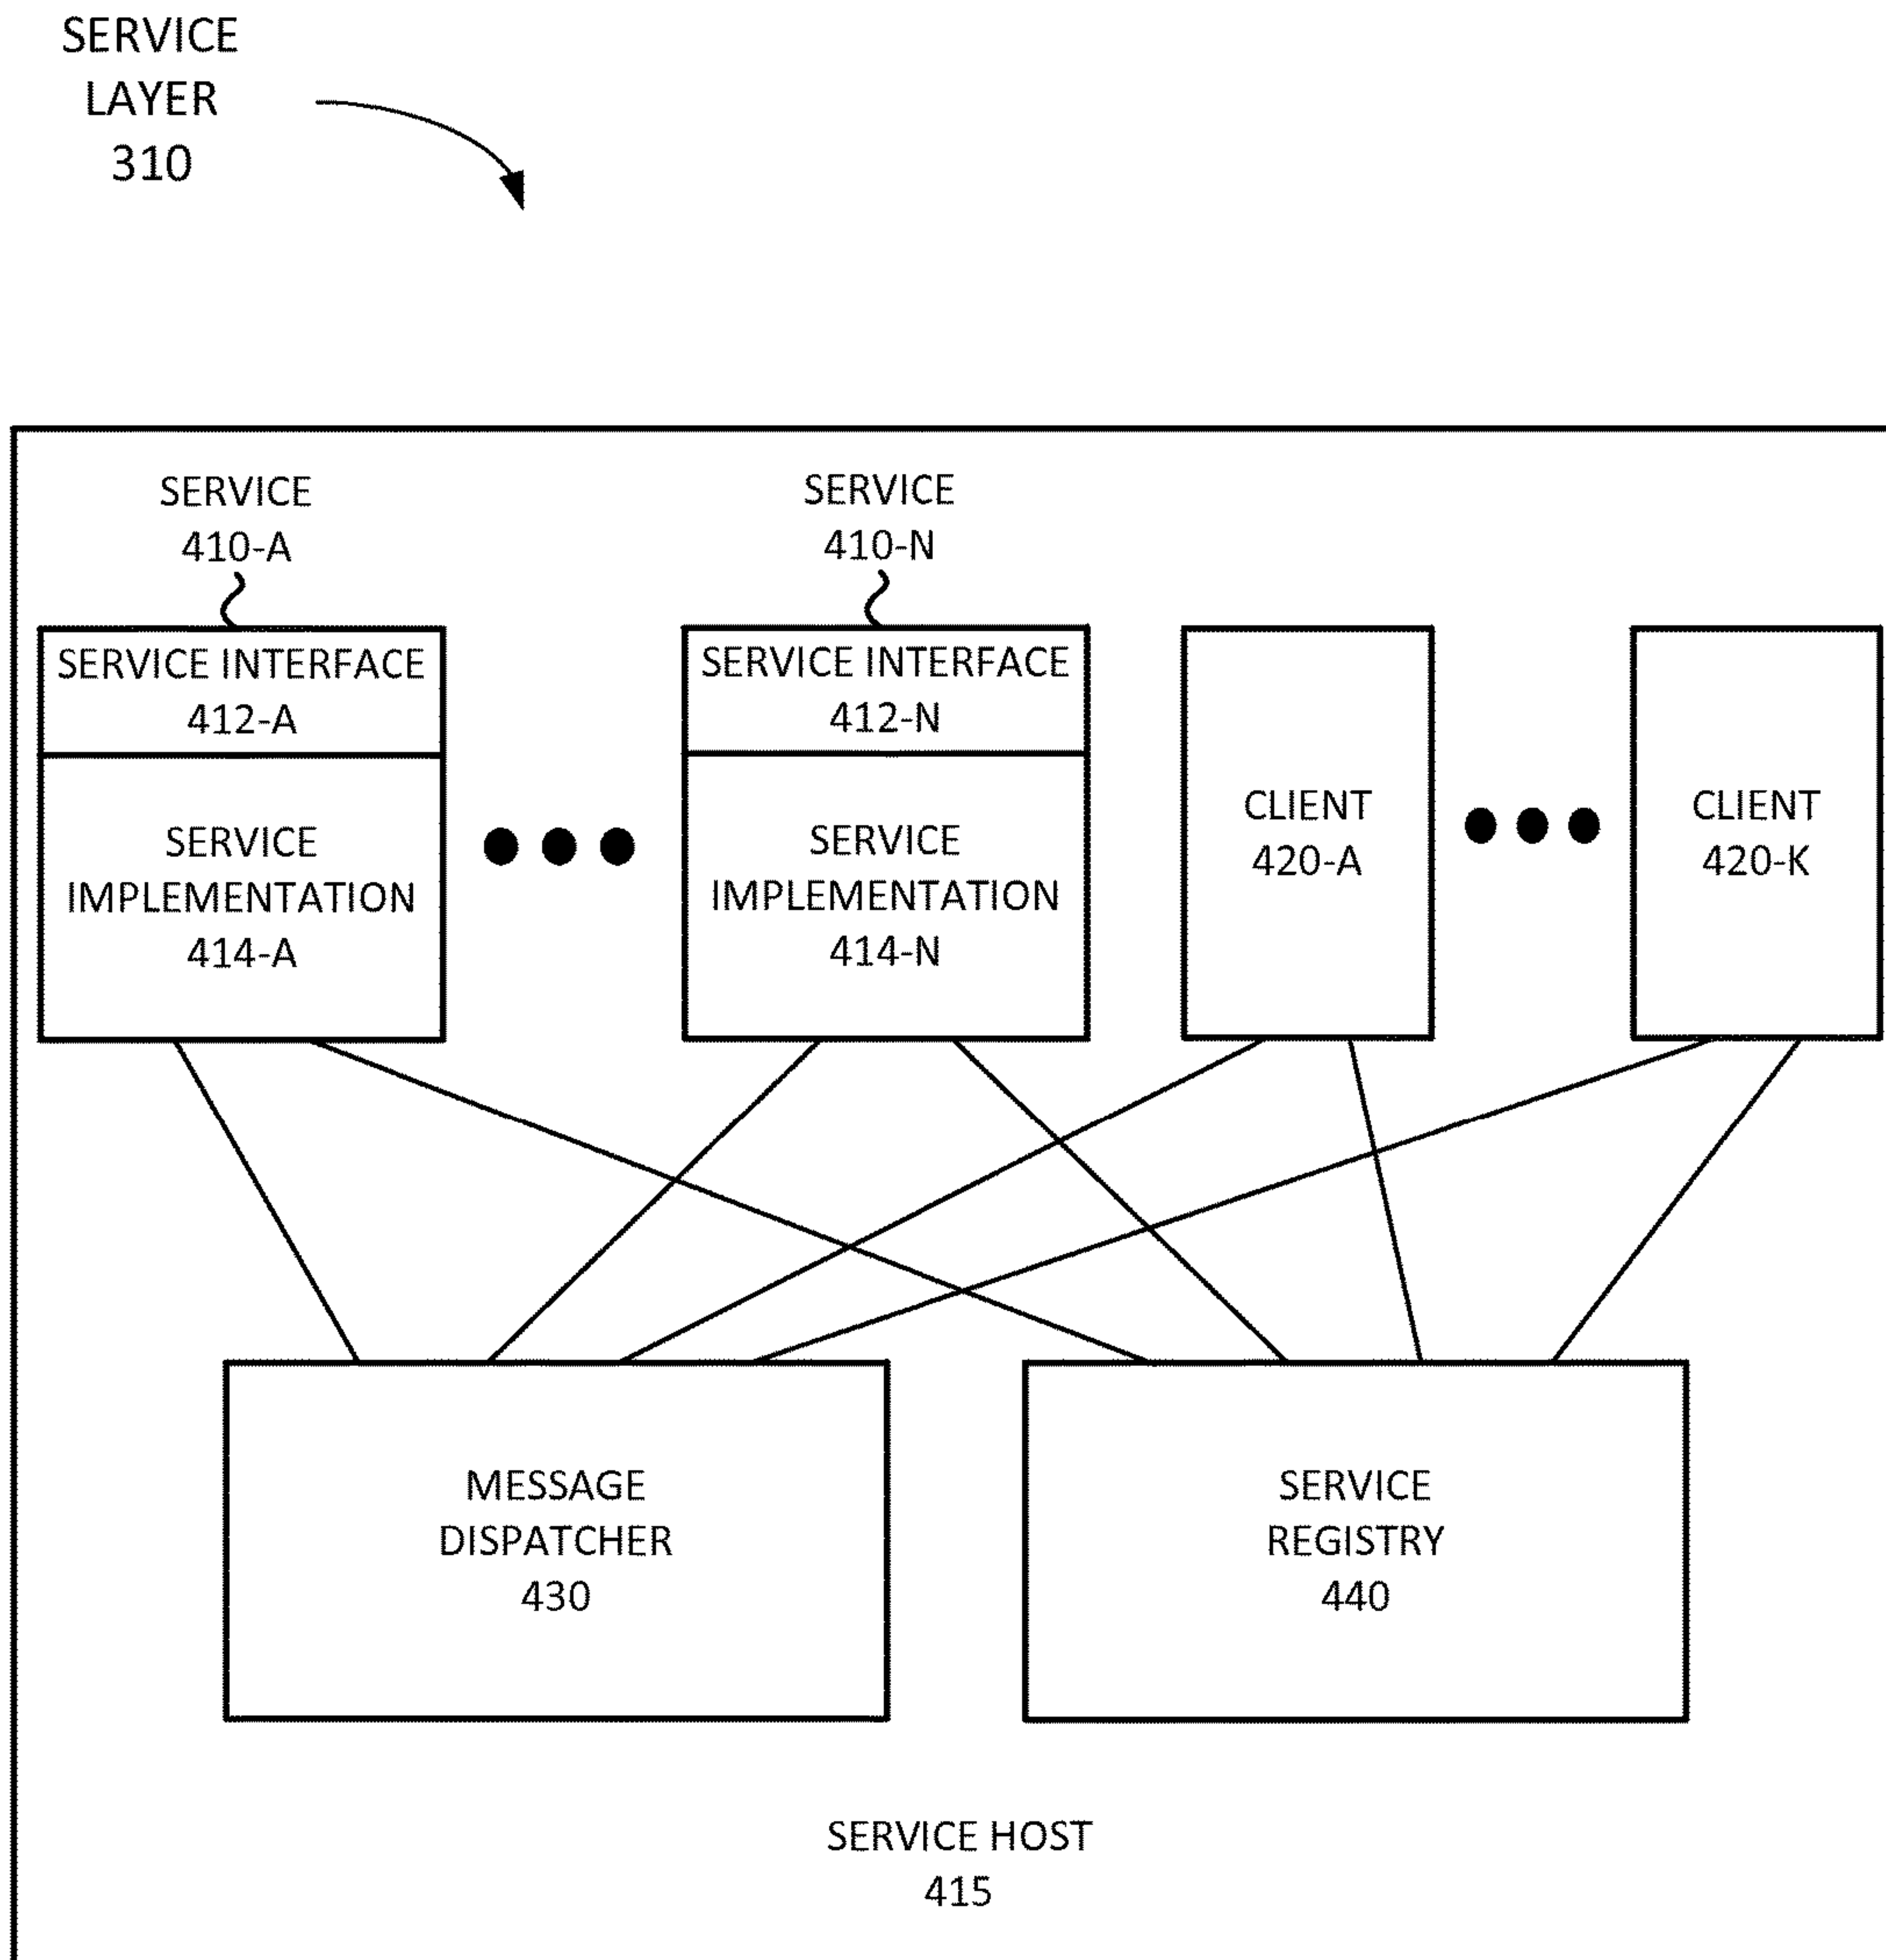 SERVICE
LAYER
310
SERVICE
410-A
SERVICE
410-N
SERVICE INTERFACE
412-A
SERVICE
IMPLEMENTATION
414-A
SERVICE INTERFACE
412-N
SERVICE
IMPLEMENTATION
414-N
CLIENT
420-A
CLIENT
420-K
MESSAGE
DISPATCHER
430
SERVICE
REGISTRY
440
SERVICE HOST
415